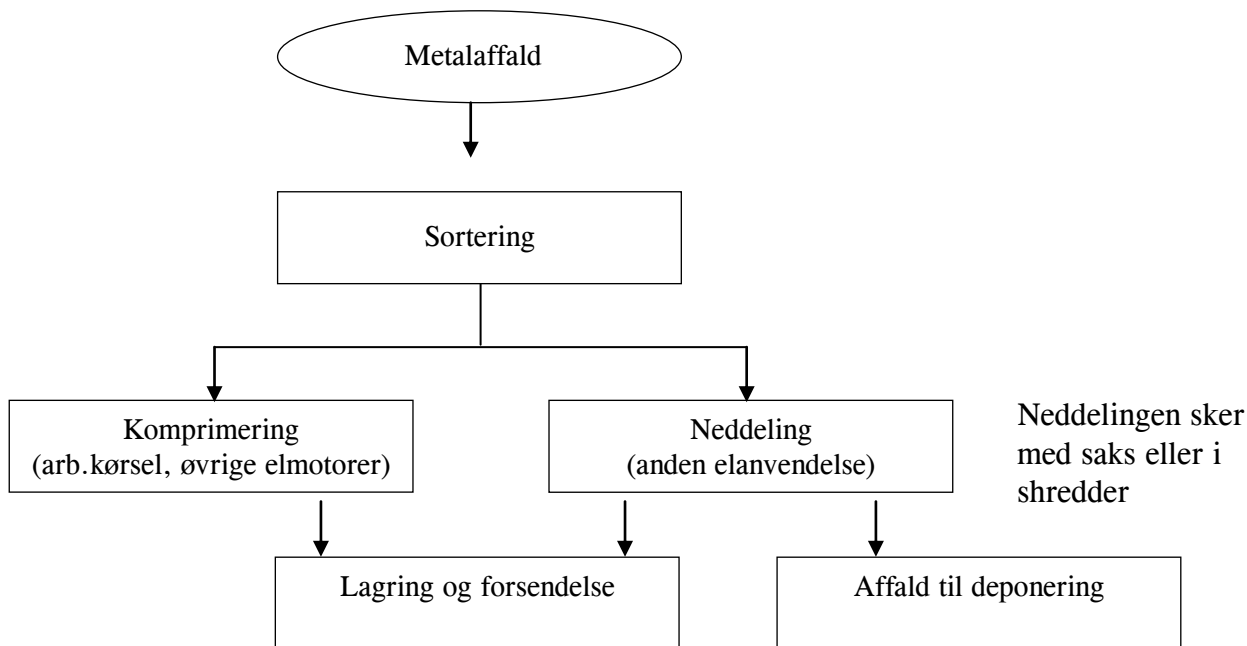 Metalaffald
Sortering
Komprimering
(arb.kørsel, øvrige elmotorer)
Neddeling
(anden elanvendelse)
Neddelingen sker
med saks eller i
shredder
Lagring og forsendelse
Affald til deponering